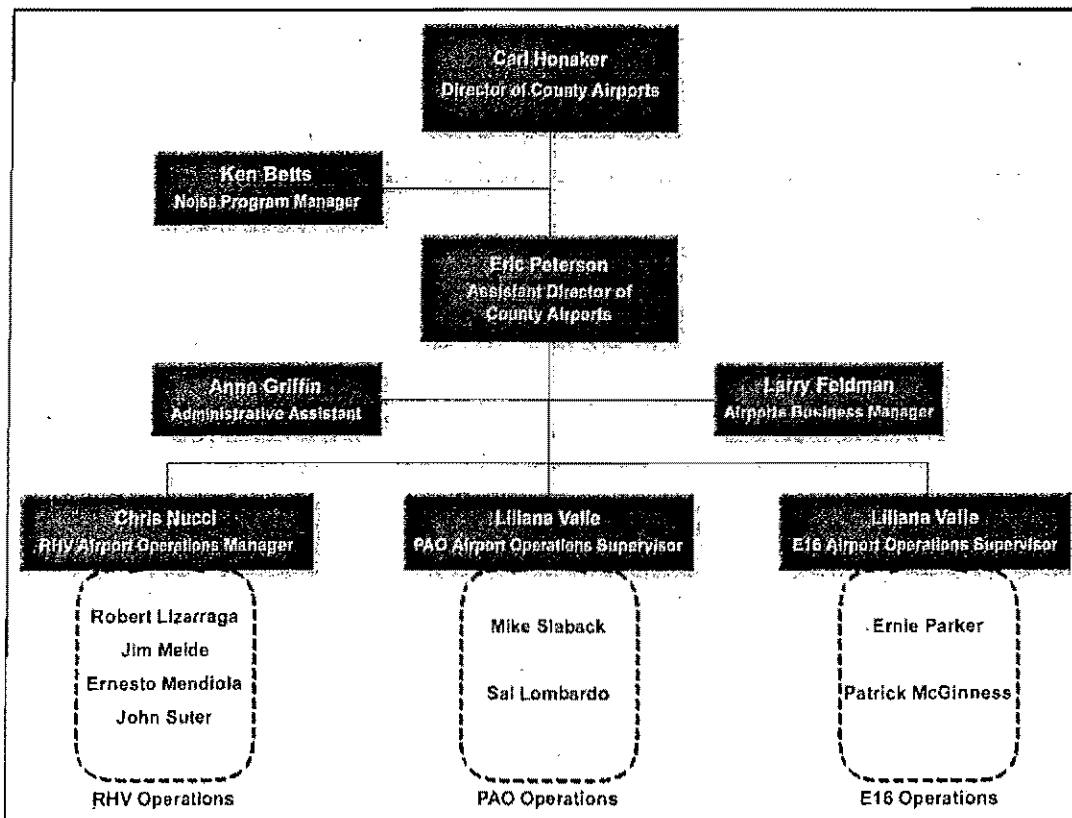 Carl Honaker
Director of County Airports
Ken Betts
Noise Program Manager
Eric Peterson
Assistant Director of
County Airports
Anna Griffin
Administrative Assistant
Larry Feldman
Airports Business Manager
Chris Nucci
RHV Airport Operations Manager
Liliana Valle
PAO Airport Operations Supervisor
Liliana Valle
E16 Airport Operations Supervisor
Robert Lizarraga
Jim Meide
Ernesto Mendiola
John Suter
Mike Slaback
Sal Lombardo
Ernie Parker
Patrick McGinness
RHV Operations
PAO Operations
E16 Operations